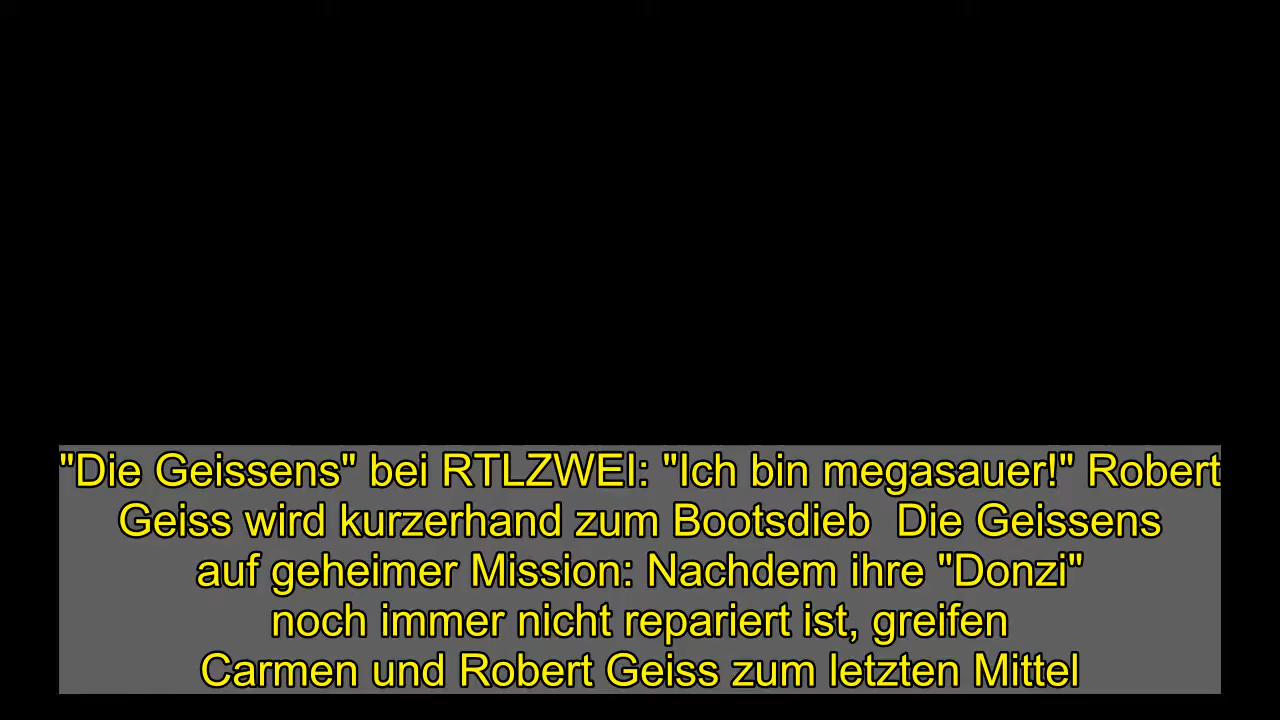 "Die Geissens" bei RTLZWEI: "Ich bin megasauer!" Robert
Geiss wird kurzerhand zum Bootsdieb  Die Geissens
auf geheimer Mission: Nachdem ihre "Donzi"
noch immer nicht repariert ist, greifen
Carmen und Robert Geiss zum letzten Mittel